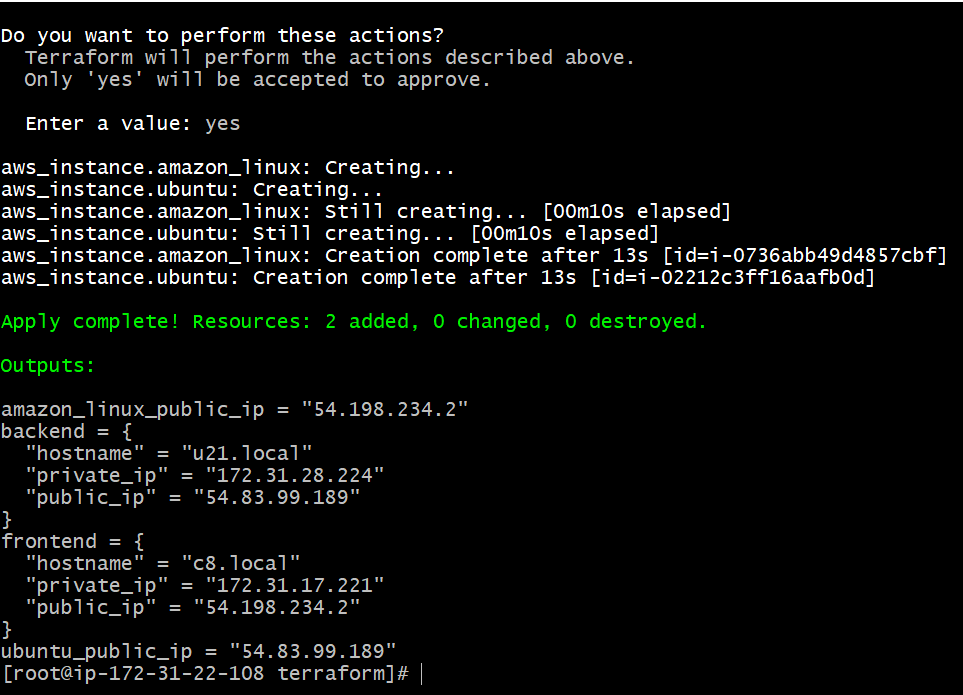 Do you want to perform these actions?
  Terraform will perform the actions described above.
  Only 'yes' will be accepted to approve.

  Enter a value: yes

aws_instance.amazon_linux: Creating...
aws_instance.ubuntu: Creating...
aws_instance.amazon_linux: Still creating... [00m10s elapsed]
aws_instance.ubuntu: Still creating... [00m10s elapsed]
aws_instance.amazon_linux: Creation complete after 13s [id=i-0736abb49d4857cbf]
aws_instance.ubuntu: Creation complete after 13s [id=i-02212c3ff16aafb0d]

Apply complete! Resources: 2 added, 0 changed, 0 destroyed.

Outputs:

amazon_linux_public_ip = "54.198.234.2"
backend = {
  "hostname" = "u21.local"
  "private_ip" = "172.31.28.224"
  "public_ip" = "54.83.99.189"
}
frontend = {
  "hostname" = "c8.local"
  "private_ip" = "172.31.17.221"
  "public_ip" = "54.198.234.2"
}
ubuntu_public_ip = "54.83.99.189"
[root@ip-172-31-22-108 terraform]#